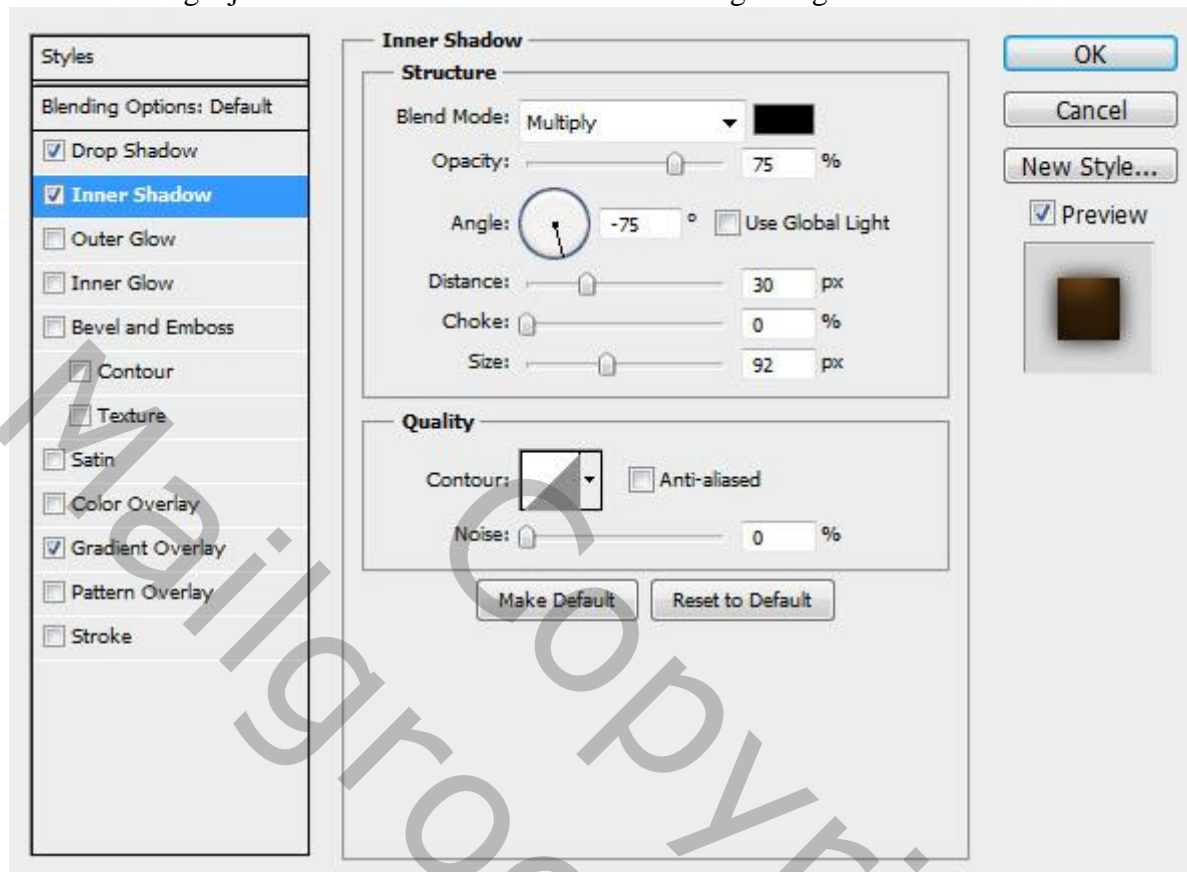 Styles
Blending Options: Default
Drop Shadow
Inner Shadow
Outer Glow
Inner Glow
Bevel and Emboss
Contour
Texture
Satin
Color Overlay
Gradient Overlay
Pattern Overlay
Stroke
Inner Shadow
Structure
Blend Mode: Multiply
Opacity: 75 %
Angle: -75 ° Use Global Light
Distance: 30 px
Choke: 0 %
Size: 92 px
Quality
Contour: Anti-aliased
Noise: 0 %
Make Default Reset to Default
OK
Cancel
New Style...
Preview